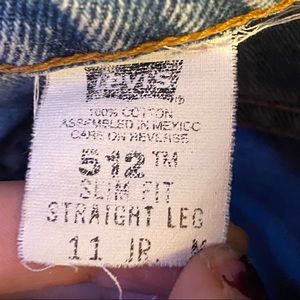 LEVI'S ®
100% COTTON
ASSEMBLED IN MEXICO
CARE ON REVERSE
512™
SLIM FIT
STRAIGHT LEG
11 JR. M